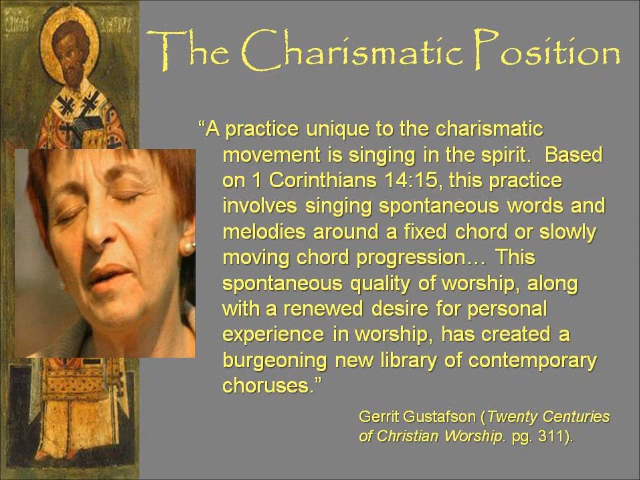 The Charismatic Position
“A practice unique to the charismatic
movement is singing in the spirit.  Based
on 1 Corinthians 14:15, this practice
involves singing spontaneous words and
melodies around a fixed chord or slowly
moving chord progression… This
spontaneous quality of worship, along
with a renewed desire for personal
experience in worship, has created a
burgeoning new library of contemporary
choruses.”
Gerrit Gustafson (Twenty Centuries
of Christian Worship. pg. 311).